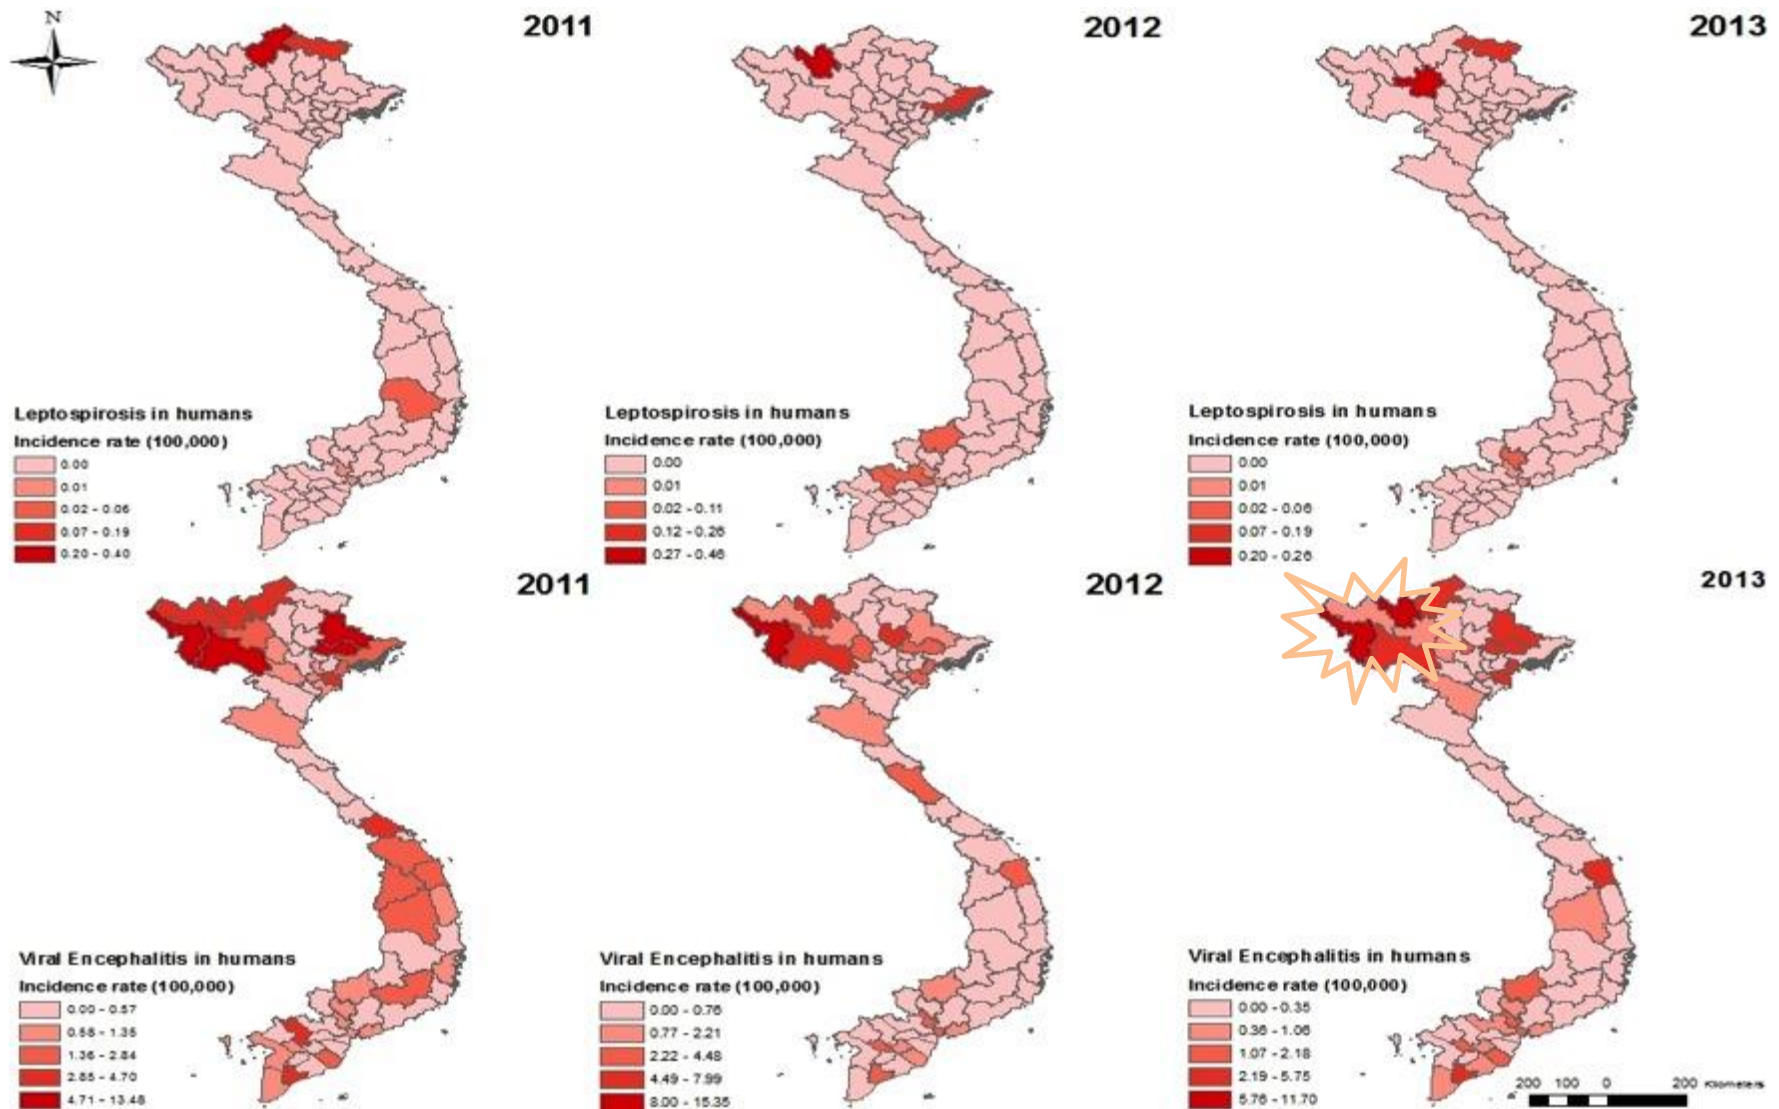 N
2011
2012
2013
Leptospirosis in humans
Incidence rate (100,000)
0.00
0.01
0.02 - 0.06
0.07 - 0.19
0.20 - 0.40
Leptospirosis in humans
Incidence rate (100,000)
0.00
0.01
0.02 - 0.11
0.12 - 0.26
0.27 - 0.46
Leptospirosis in humans
Incidence rate (100,000)
0.00
0.01
0.02 - 0.06
0.07 - 0.19
0.20 - 0.26
2011
2012
2013
Viral Encephalitis in humans
Incidence rate (100,000)
0.00 - 0.57
0.58 - 1.35
1.36 - 2.84
2.85 - 4.70
4.71 - 13.48
Viral Encephalitis in humans
Incidence rate (100,000)
0.00 - 0.76
0.77 - 2.21
2.22 - 4.48
4.49 - 7.99
8.00 - 15.35
Viral Encephalitis in humans
Incidence rate (100,000)
0.00 - 0.35
0.36 - 1.06
1.07 - 2.18
2.19 - 5.75
5.76 - 11.70
200 100 0 200 Kilometers